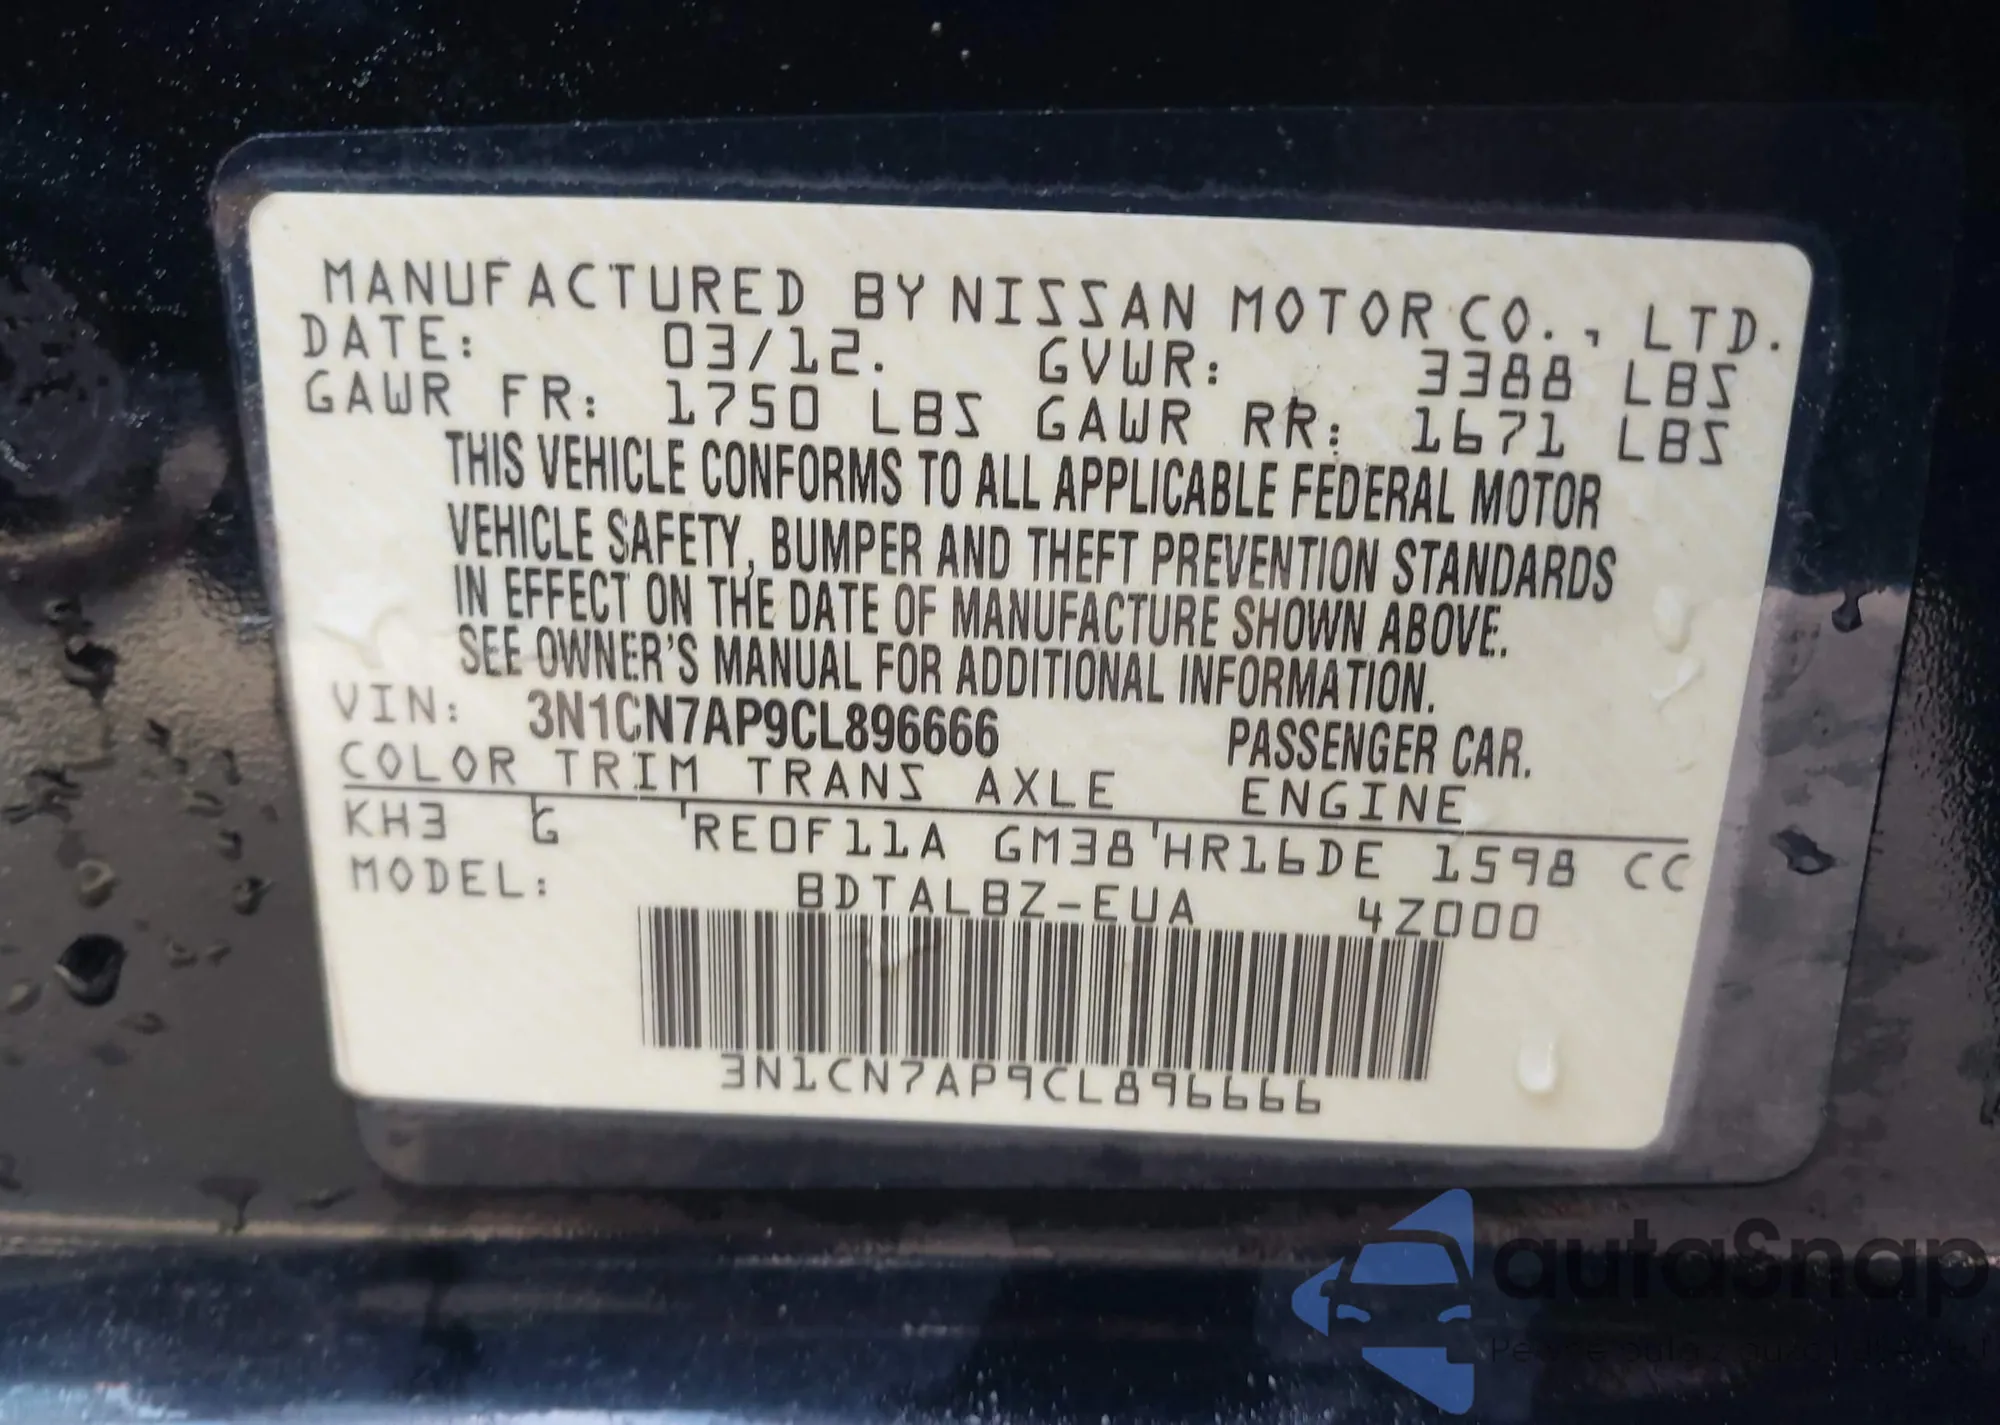 MANUFACTURED BY NISSAN MOTOR CO., LTD.
DATE: 03/12. GVWR: 3388 LBS
GAWR FR: 1750 LBS GAWR RR: 1671 LBS
THIS VEHICLE CONFORMS TO ALL APPLICABLE FEDERAL MOTOR
VEHICLE SAFETY, BUMPER AND THEFT PREVENTION STANDARDS
IN EFFECT ON THE DATE OF MANUFACTURE SHOWN ABOVE.
SEE OWNER'S MANUAL FOR ADDITIONAL INFORMATION.
VIN: 3N1CN7AP9CL896666 PASSENGER CAR.
COLOR TRIM TRANS AXLE ENGINE
KH3 G 'RE0F11A GM38'HR16DE 1598 CC
MODEL: BDTALBZ-EUA 4Z000
3N1CN7AP9CL896666
autaSnap